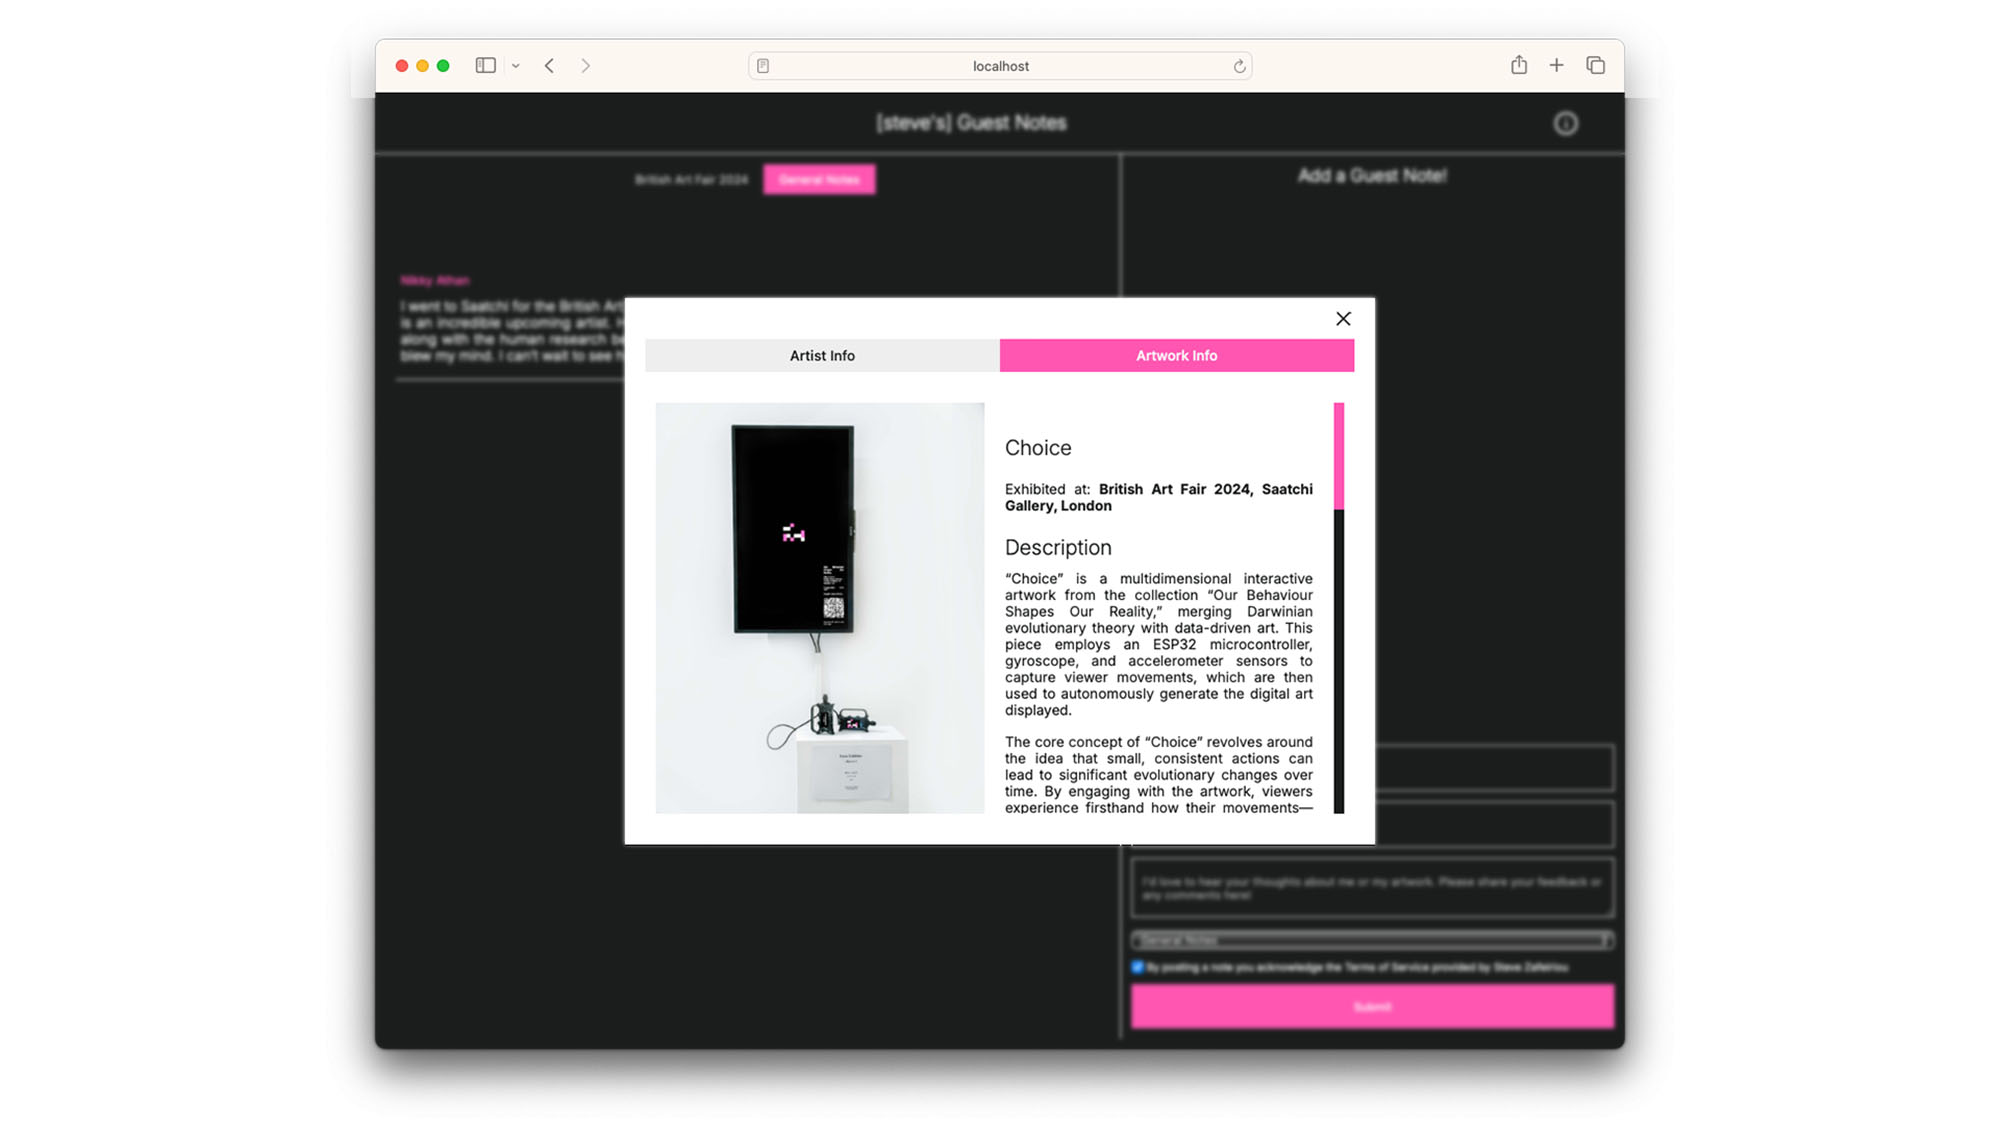 localhost
[steve's] Guest Notes
British Art Fair 2024
General Notes
Add a Guest Note!
Nikky Athan
I went to Saatchi for the British Art
is an incredible upcoming artist.
along with the human research
blew my mind. I can't wait to see
Artist Info
Artwork Info
Choice
Exhibited at: British Art Fair 2024, Saatchi
Gallery, London
Description
“Choice” is a multidimensional interactive
artwork from the collection “Our Behaviour
Shapes Our Reality,” merging Darwinian
evolutionary theory with data-driven art. This
piece employs an ESP32 microcontroller,
gyroscope, and accelerometer sensors to
capture viewer movements, which are then
used to autonomously generate the digital art
displayed.
The core concept of “Choice” revolves around
the idea that small, consistent actions can
lead to significant evolutionary changes over
time. By engaging with the artwork, viewers
experience firsthand how their movements—
I'd love to hear your thoughts about me or my artwork. Please share your feedback or
any comments here!
General Notes
By posting a note you acknowledge the Terms of Service provided by Steve Zafeiriou
Submit